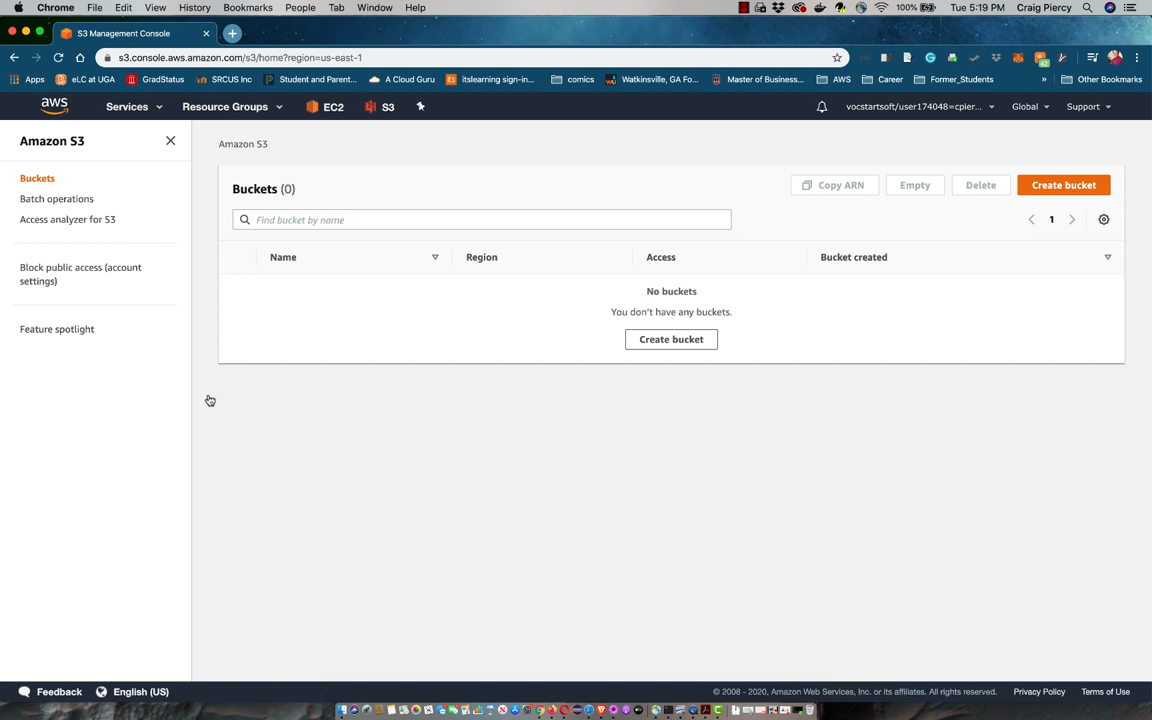 Chrome File Edit View History Bookmarks People Tab Window Help 100% Tue 5:19 PM Craig Piercy
S3 Management Console
s3.console.aws.amazon.com/s3/home?region=us-east-1
Apps eLC at UGA GradStatus SRCUS Inc Student and Parent... A Cloud Guru itslearning sign-in... comics Watkinsville, GA Fo... Master of Business... AWS Career Former_Students » Other Bookmarks
aws Services Resource Groups EC2 S3 vocstartsoft/user174048=cpier... Global Support
Amazon S3
Buckets
Batch operations
Access analyzer for S3
Block public access (account
settings)
Feature spotlight
Amazon S3
Buckets (0) Copy ARN Empty Delete Create bucket
Find bucket by name 1
Name Region Access Bucket created
No buckets
You don't have any buckets.
Create bucket
Feedback English (US) © 2008 - 2020, Amazon Web Services, Inc. or its affiliates. All rights reserved. Privacy Policy Terms of Use